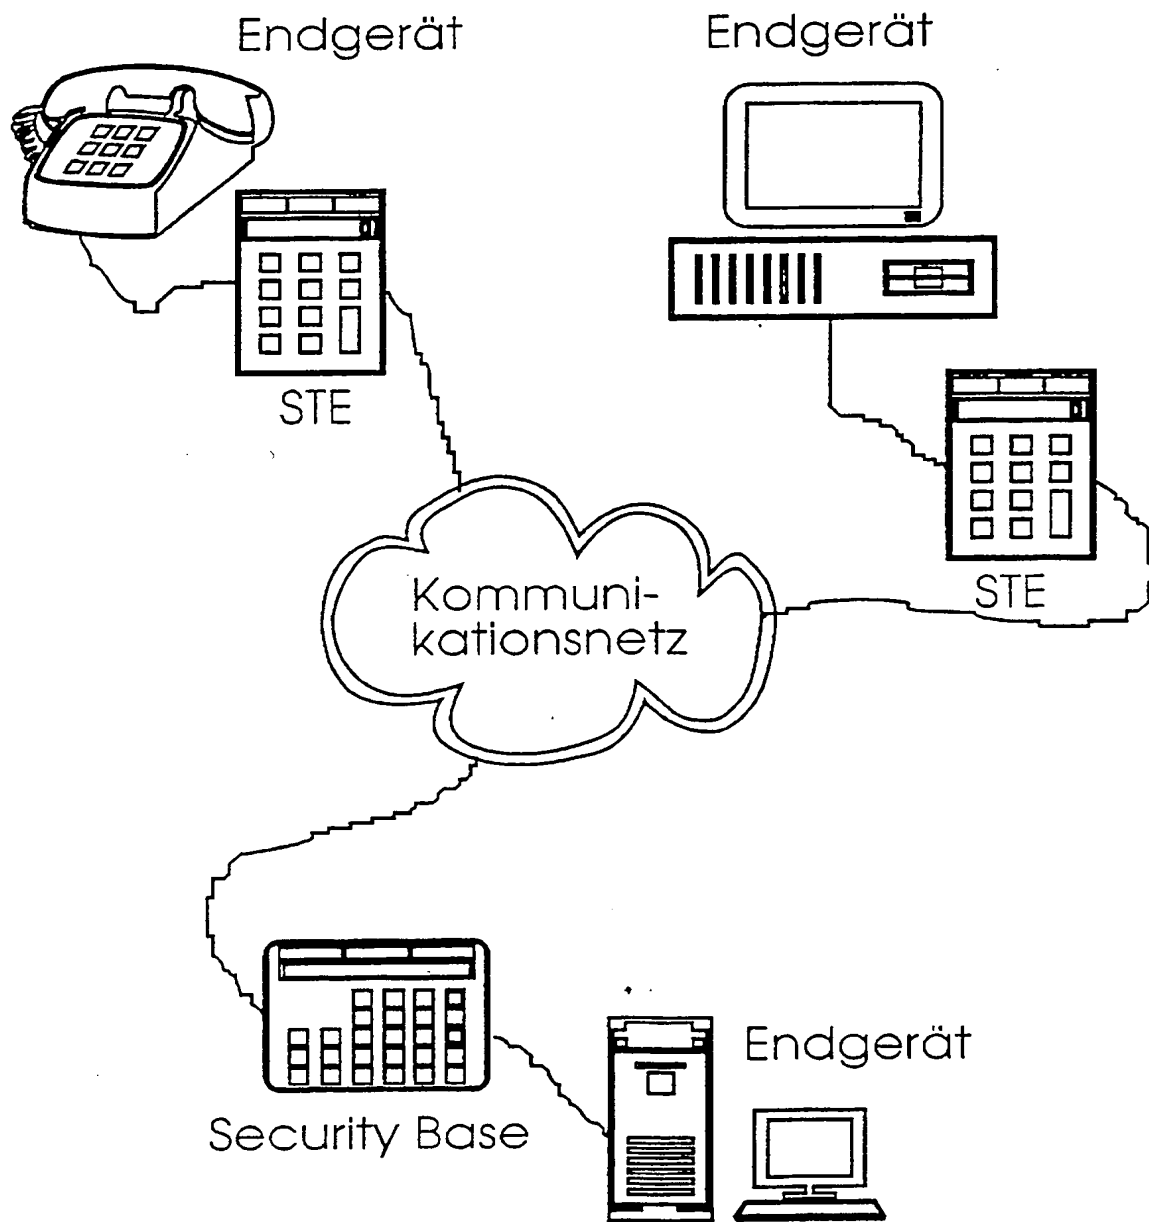 Endgerät
Endgerät
STE
STE
Kommuni-
kationsnetz
Security Base
Endgerät